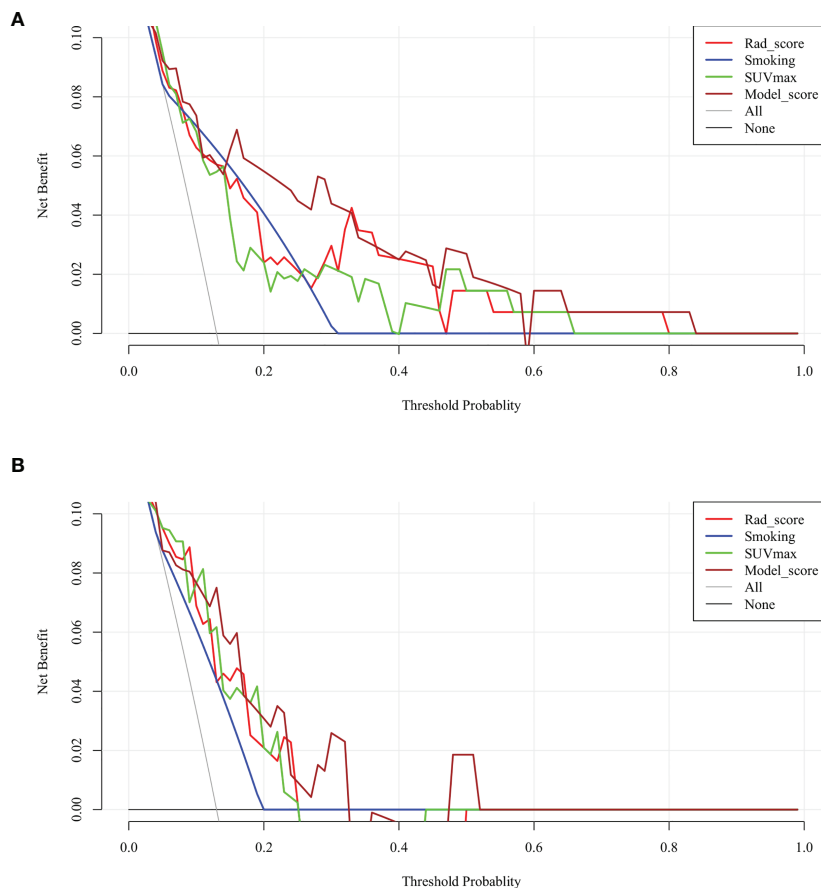 A
Net Benefit
0.10
0.08
0.06
0.04
0.02
0.00
Rad_score
Smoking
SUVmax
Model_score
All
None
0.0 0.2 0.4 0.6 0.8 1.0
Threshold Probablity
B
Net Benefit
0.10
0.08
0.06
0.04
0.02
0.00
Rad_score
Smoking
SUVmax
Model_score
All
None
0.0 0.2 0.4 0.6 0.8 1.0
Threshold Probablity